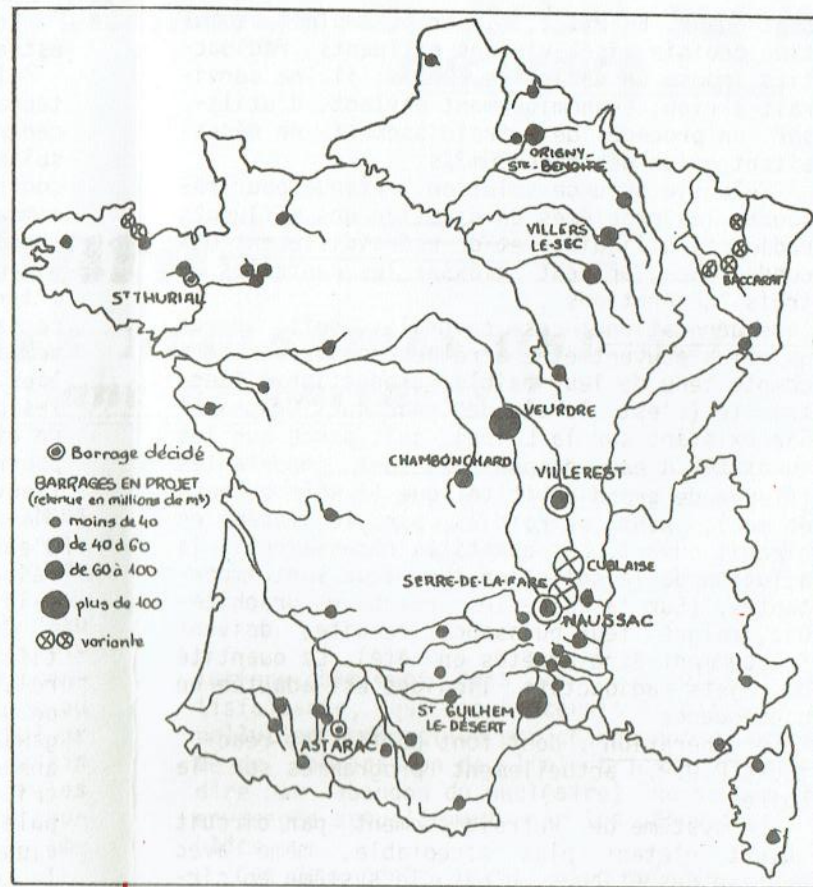 ORIGNY-
STE-BENOITE
VILLERS
LE-SEC
BACCARAT
ST THURIAL
VEURDRE
CHAMBONCHARD
VILLEREST
Barrage décidé
BARRAGES EN PROJET
(retenue en millions de m3)
moins de 40
de 40 à 60
de 60 à 100
plus de 100
variante
CUBLAISE
SERRE-DE-LA-FARE
NAUSSAC
ST GUILHEM
LE DESERT
ASTARAC